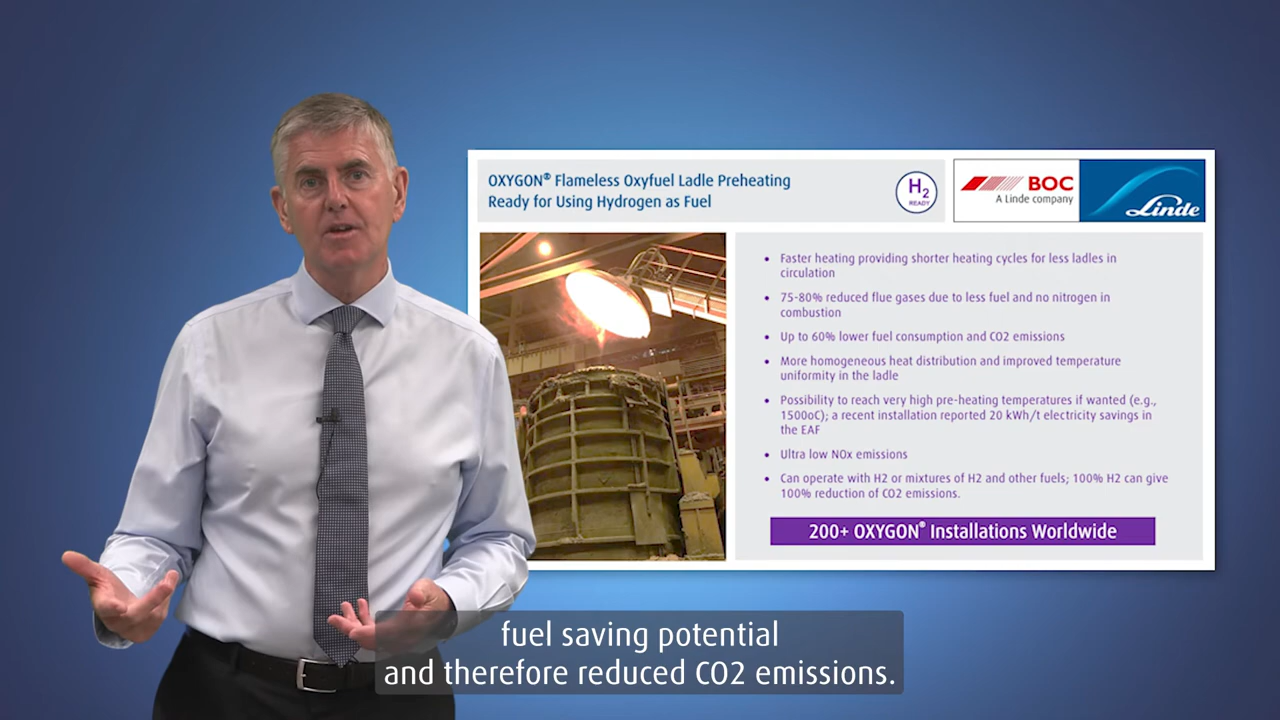 OXYGON® Flameless Oxyfuel Ladle Preheating
Ready for Using Hydrogen as Fuel
H2
READY
BOC
A Linde company
Linde
• Faster heating providing shorter heating cycles for less ladles in
circulation
• 75-80% reduced flue gases due to less fuel and no nitrogen in
combustion
• Up to 60% lower fuel consumption and CO2 emissions
• More homogeneous heat distribution and improved temperature
uniformity in the ladle
• Possibility to reach very high pre-heating temperatures if wanted (e.g.,
1500oC); a recent installation reported 20 kWh/t electricity savings in
the EAF
• Ultra low NOx emissions
• Can operate with H2 or mixtures of H2 and other fuels; 100% H2 can give
100% reduction of CO2 emissions.
200+ OXYGON® Installations Worldwide
fuel saving potential
and therefore reduced CO2 emissions.